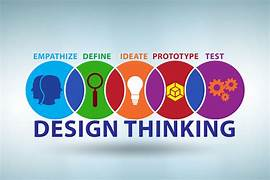 EMPATHIZE DEFINE IDEATE PROTOTYPE TEST
DESIGN THINKING